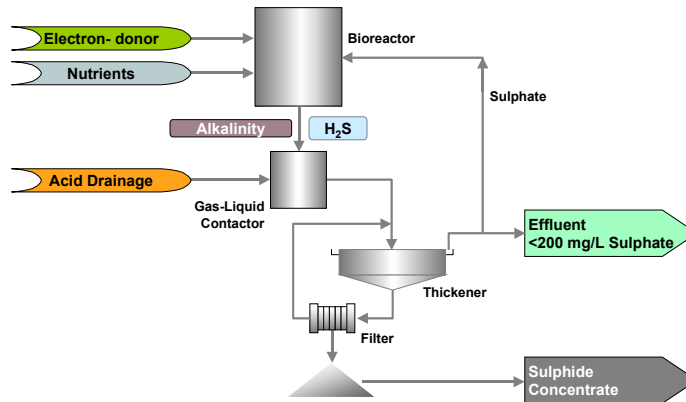 Electron- donor
Bioreactor
Nutrients
Sulphate
Alkalinity
H₂S
Acid Drainage
Gas-Liquid
Contactor
Effluent
<200 mg/L Sulphate
Thickener
Filter
Sulphide
Concentrate